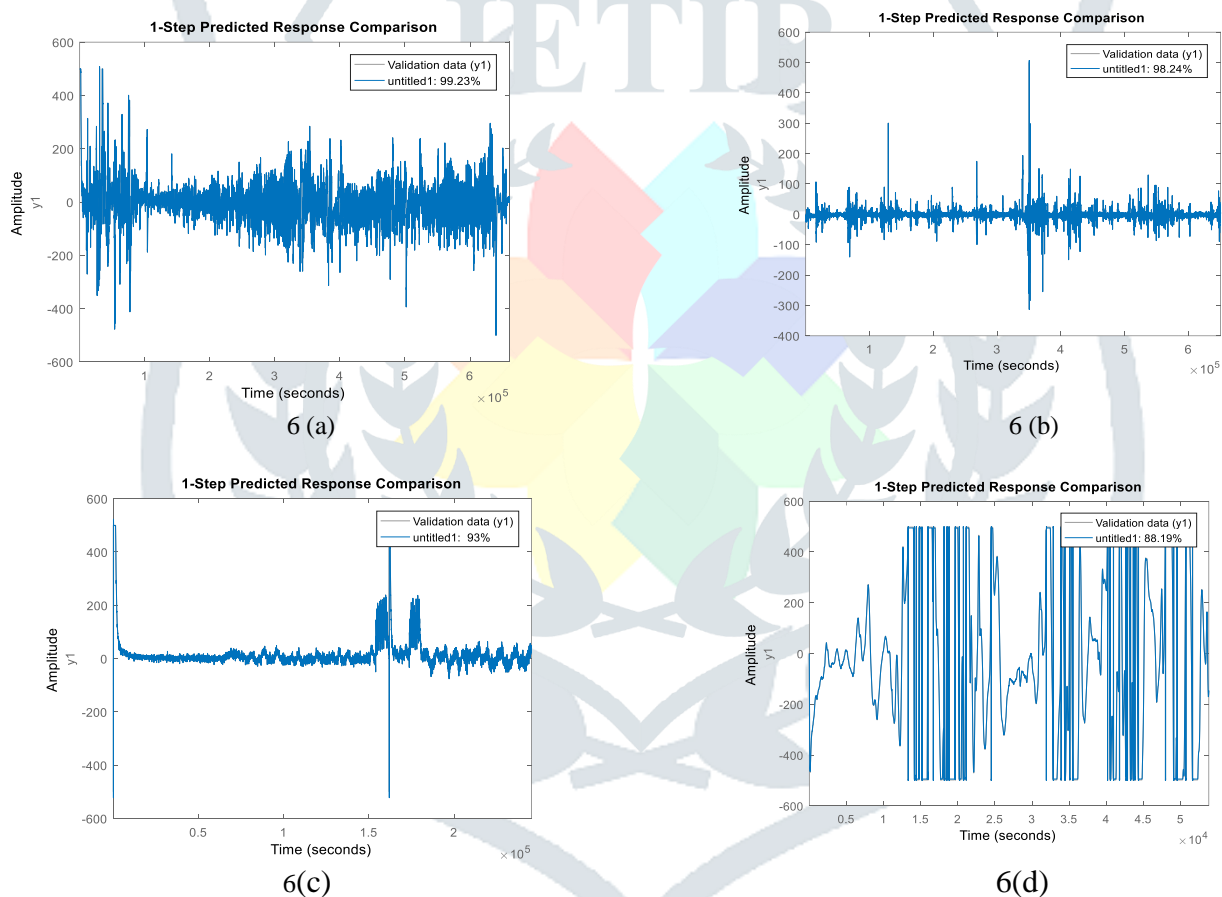 JETIR
1-Step Predicted Response Comparison
600
400
200
0
-200
-400
-600
Amplitude
y1
Validation data (y1)
untitled1: 99.23%
1 2 3 4 5 6
Time (seconds)
×10^5
6 (a)
1-Step Predicted Response Comparison
600
500
400
300
200
100
0
-100
-200
-300
-400
Amplitude
y1
Validation data (y1)
untitled1: 98.24%
1 2 3 4 5 6
Time (seconds)
×10^5
6 (b)
1-Step Predicted Response Comparison
600
400
200
0
-200
-400
-600
Amplitude
y1
Validation data (y1)
untitled1: 93%
0.5 1 1.5 2
Time (seconds)
×10^5
6(c)
1-Step Predicted Response Comparison
600
400
200
0
-200
-400
-600
Amplitude
y1
Validation data (y1)
untitled1: 88.19%
0.5 1 1.5 2 2.5 3 3.5 4 4.5 5
Time (seconds)
×10^4
6(d)